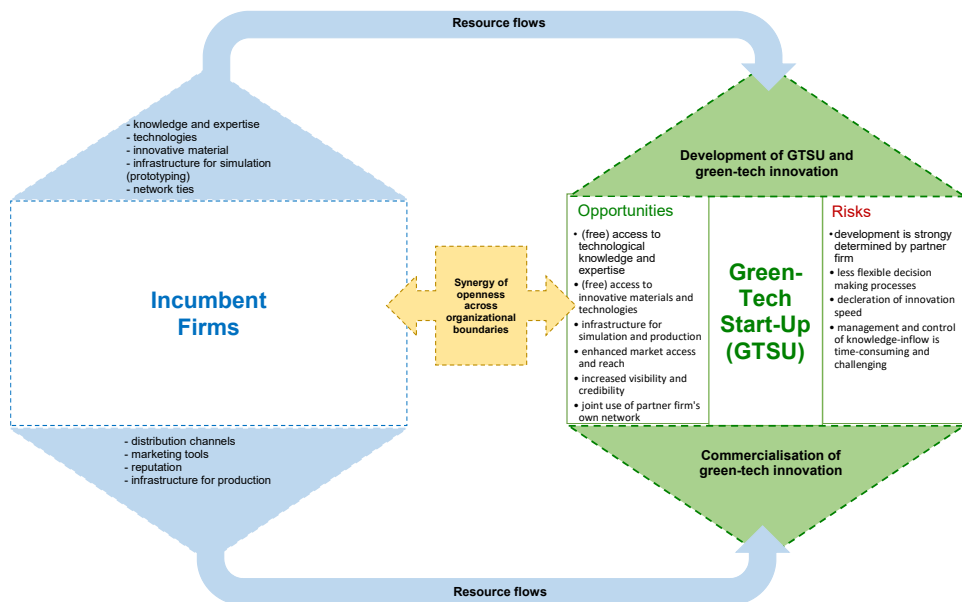 Resource flows
- knowledge and expertise
- technologies
- innovative material
- infrastructure for simulation
(prototyping)
- network ties
Incumbent
Firms
- distribution channels
- marketing tools
- reputation
- infrastructure for production
Synergy of
openness
across
organizational
boundaries
Development of GTSU and
green-tech innovation
Opportunities
• (free) access to
technological
knowledge and
expertise
• (free) access to
innovative materials and
technologies
• infrastructure for
simulation and production
• enhanced market access
and reach
• increased visibility and
credibility
• joint use of partner firm's
own network
Green-
Tech
Start-Up
(GTSU)
Risks
• development is strongly
determined by partner
firm
• less flexible decision
making processes
• decleration of innovation
speed
• management and control
of knowledge-inflow is
time-consuming and
challenging
Commercialisation of
green-tech innovation
Resource flows